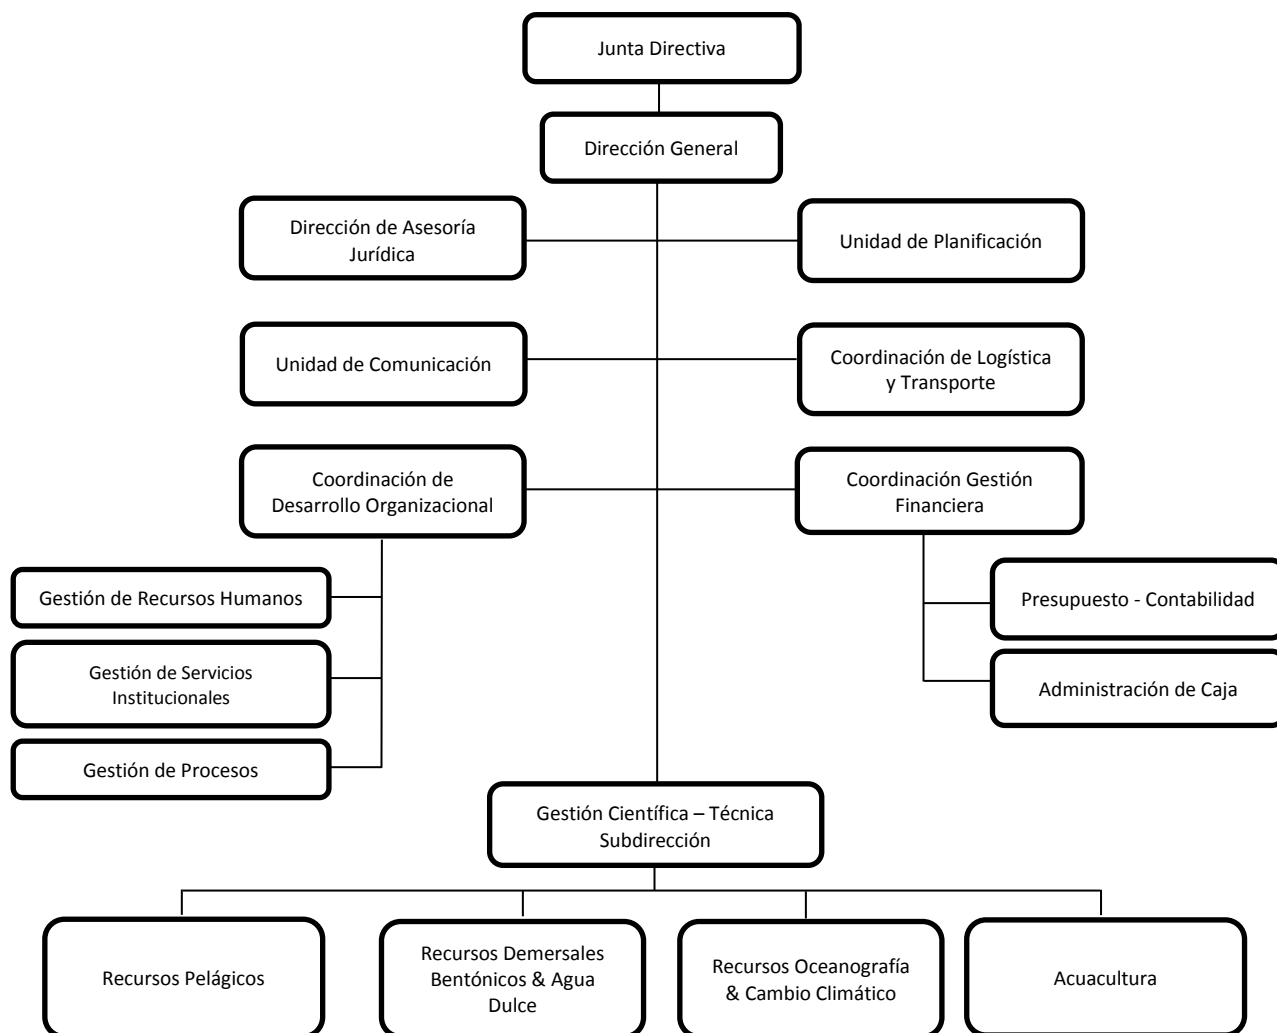 Junta Directiva
Dirección General
Dirección de Asesoría
Jurídica
Unidad de Planificación
Unidad de Comunicación
Coordinación de Logística
y Transporte
Coordinación de
Desarrollo Organizacional
Coordinación Gestión
Financiera
Gestión de Recursos Humanos
Presupuesto - Contabilidad
Gestión de Servicios
Institucionales
Administración de Caja
Gestión de Procesos
Gestión Científica – Técnica
Subdirección
Recursos Pelágicos
Recursos Demersales
Bentónicos & Agua
Dulce
Recursos Oceanografía
& Cambio Climático
Acuacultura